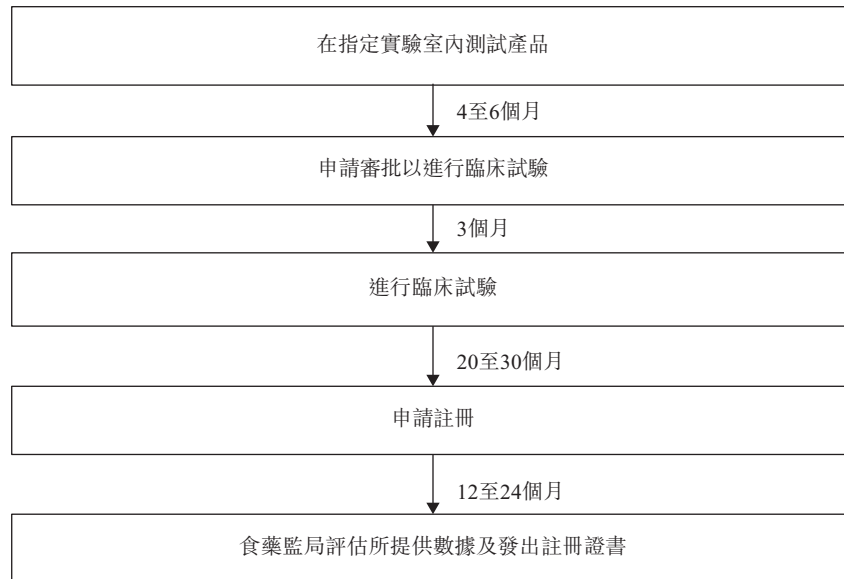 在指定實驗室內測試產品
4至6個月
申請審批以進行臨床試驗
3個月
進行臨床試驗
20至30個月
申請註冊
12至24個月
食藥監局評估所提供數據及發出註冊證書